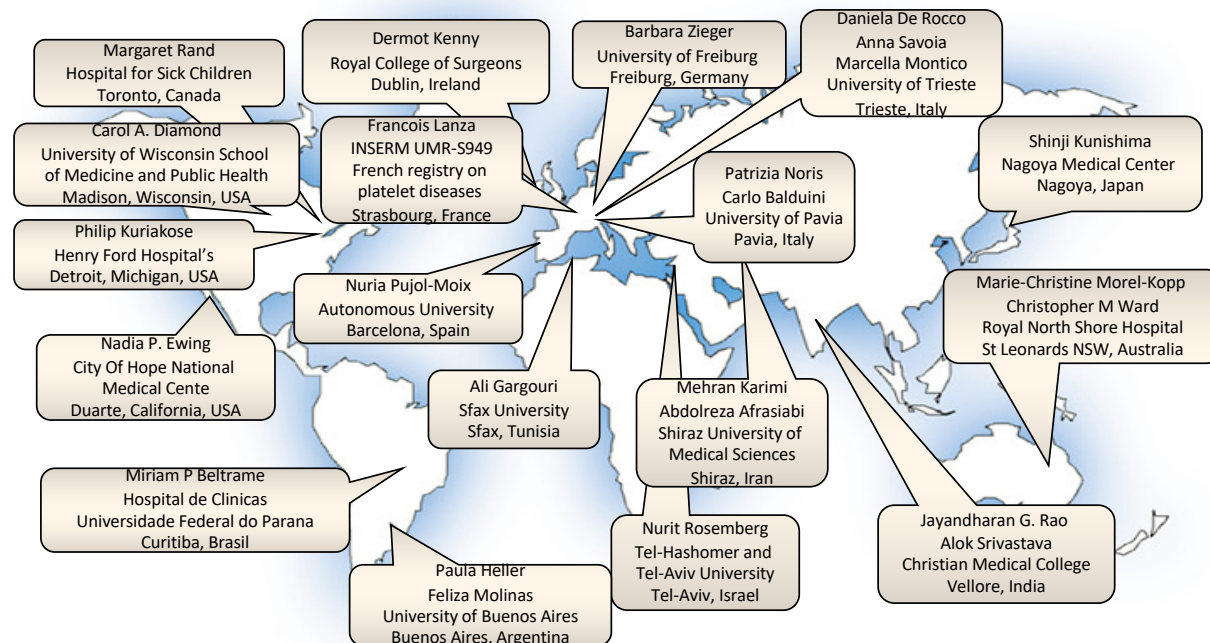 Margaret Rand
Hospital for Sick Children
Toronto, Canada
Dermot Kenny
Royal College of Surgeons
Dublin, Ireland
Barbara Zieger
University of Freiburg
Freiburg, Germany
Daniela De Rocco
Anna Savoia
Marcella Montico
University of Trieste
Trieste, Italy
Carol A. Diamond
University of Wisconsin School
of Medicine and Public Health
Madison, Wisconsin, USA
Francois Lanza
INSERM UMR-S949
French registry on
platelet diseases
Strasbourg, France
Patrizia Noris
Carlo Balduini
University of Pavia
Pavia, Italy
Shinji Kunishima
Nagoya Medical Center
Nagoya, Japan
Philip Kuriakose
Henry Ford Hospital's
Detroit, Michigan, USA
Nuria Pujol-Moix
Autonomous University
Barcelona, Spain
Marie-Christine Morel-Kopp
Christopher M Ward
Royal North Shore Hospital
St Leonards NSW, Australia
Nadia P. Ewing
City Of Hope National
Medical Cente
Duarte, California, USA
Ali Gargouri
Sfax University
Sfax, Tunisia
Mehran Karimi
Abdolreza Afrasiabi
Shiraz University of
Medical Sciences
Shiraz, Iran
Miriam P Beltrame
Hospital de Clinicas
Universidade Federal do Parana
Curitiba, Brasil
Paula Heller
Feliza Molinas
University of Buenos Aires
Buenos Aires, Argentina
Nurit Rosemberg
Tel-Hashomer and
Tel-Aviv University
Tel-Aviv, Israel
Jayandharan G. Rao
Alok Srivastava
Christian Medical College
Vellore, India